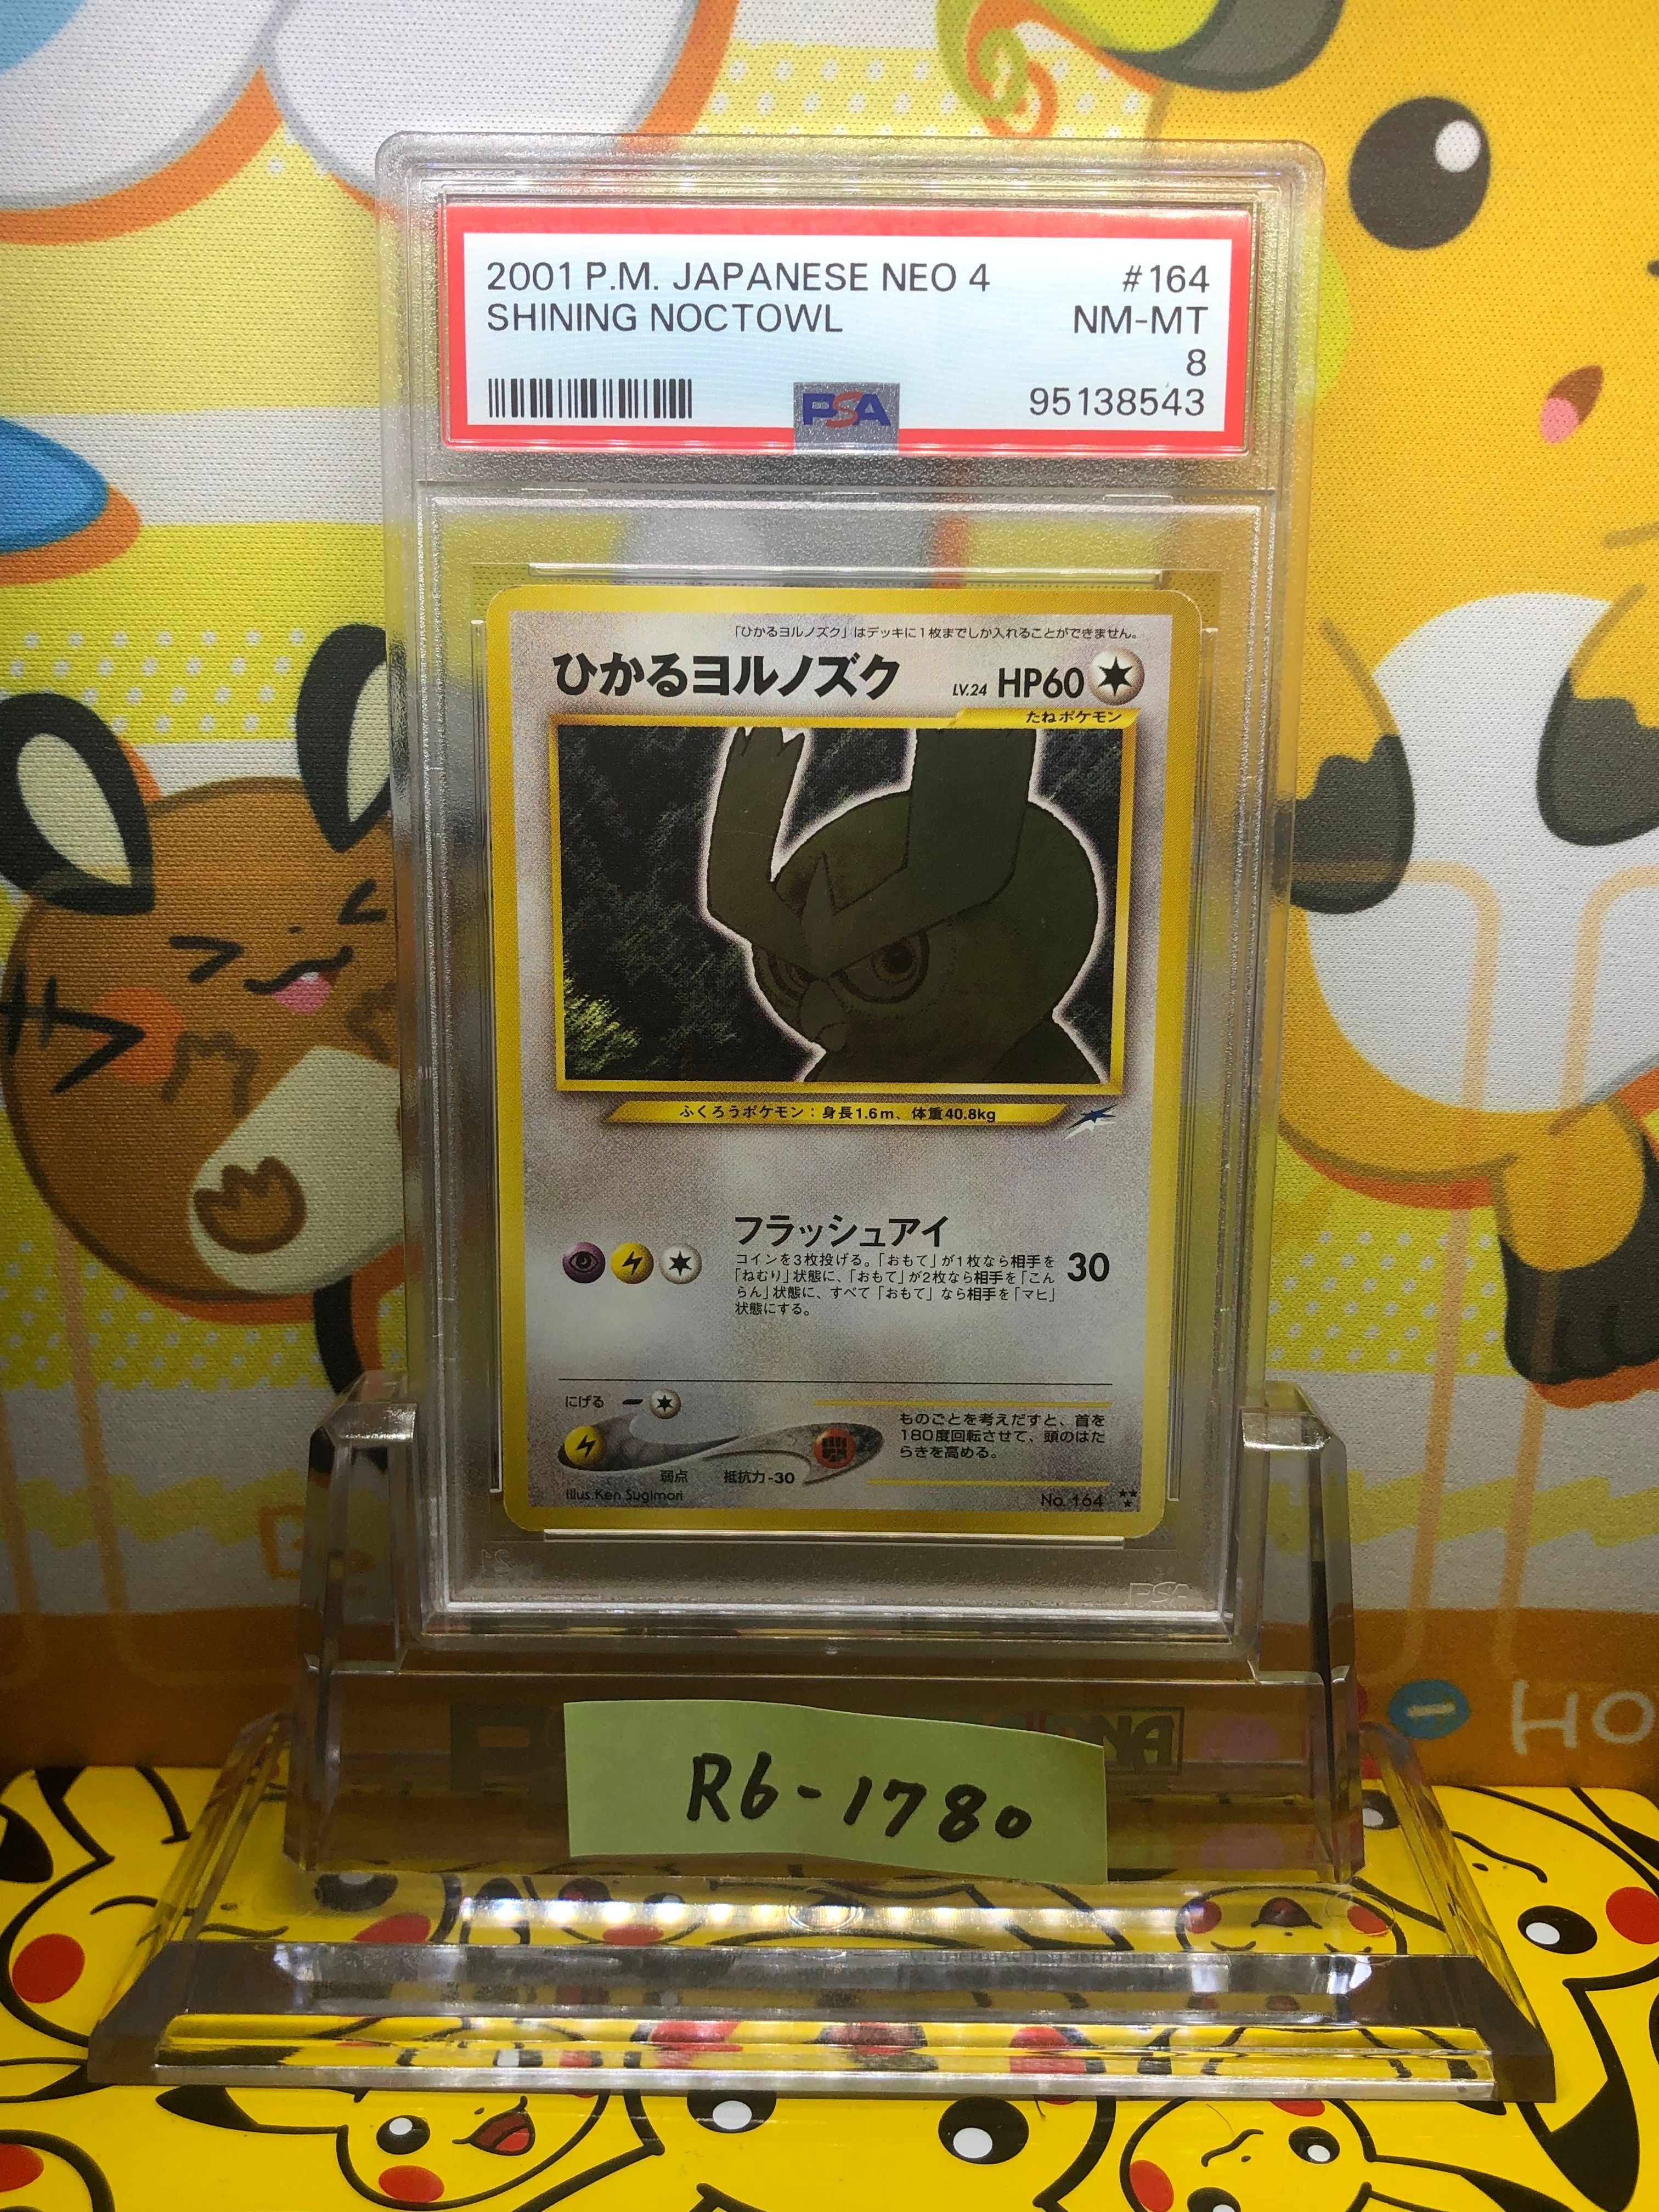 2001 P.M. JAPANESE NEO 4 #164
SHINING NOCTOWL NM-MT
8
PSA 95138543
「ひかるヨルノズク」はデッキに1枚までしか入れることができません。
ひかるヨルノズク LV.24 HP60
たねポケモン
ふくろうポケモン：身長1.6m、体重40.8kg
フラッシュアイ
コインを3枚投げる。「おもて」が1枚なら相手を
「ねむり」状態に、「おもて」が2枚なら相手を「こん
らん」状態に、すべて「おもて」なら相手を「マヒ」
状態にする。
30
にげる
弱点 抵抗力-30
ものごとを考えだすと、首を
180度回転させて、頭のはた
らきを高める。
Illus. Ken Sugimori No. 164
PSA
HO
R6-1780